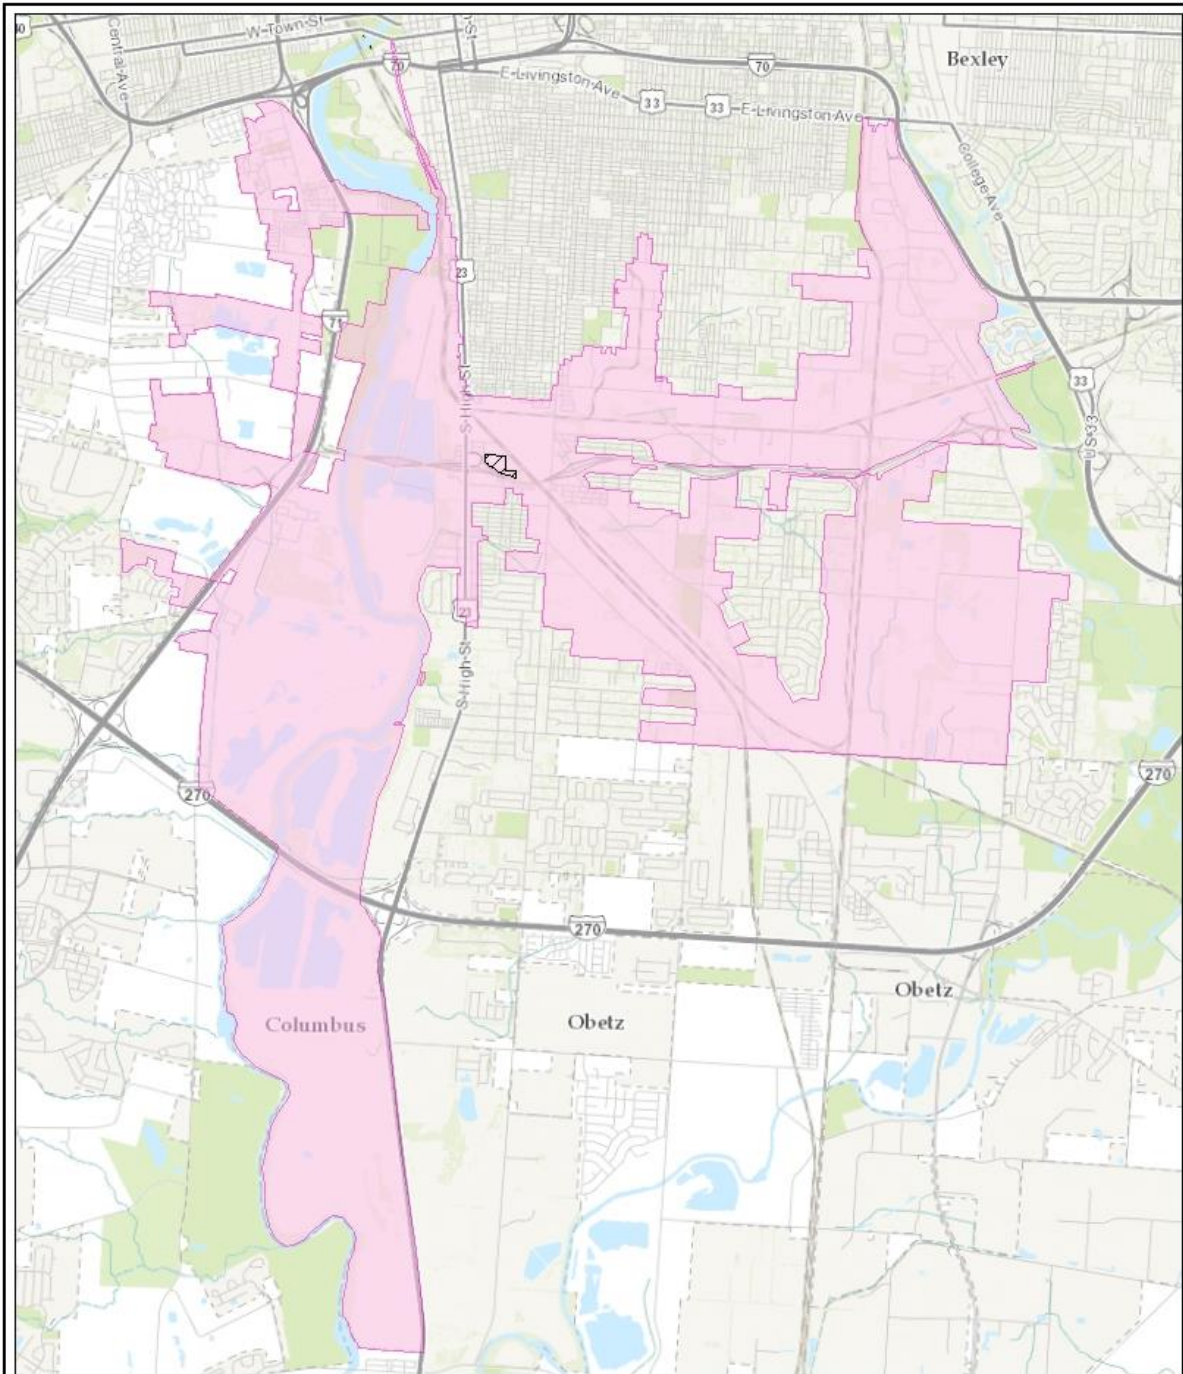 40
Central Ave
W-Town-St
70
E-Livingston-Ave
33
33
E-Livingston-Ave
70
Bexley
College-Ave
23
71
S-High-St
33
US-33
23
S-High-St
270
270
270
Columbus
Obetz
Obetz